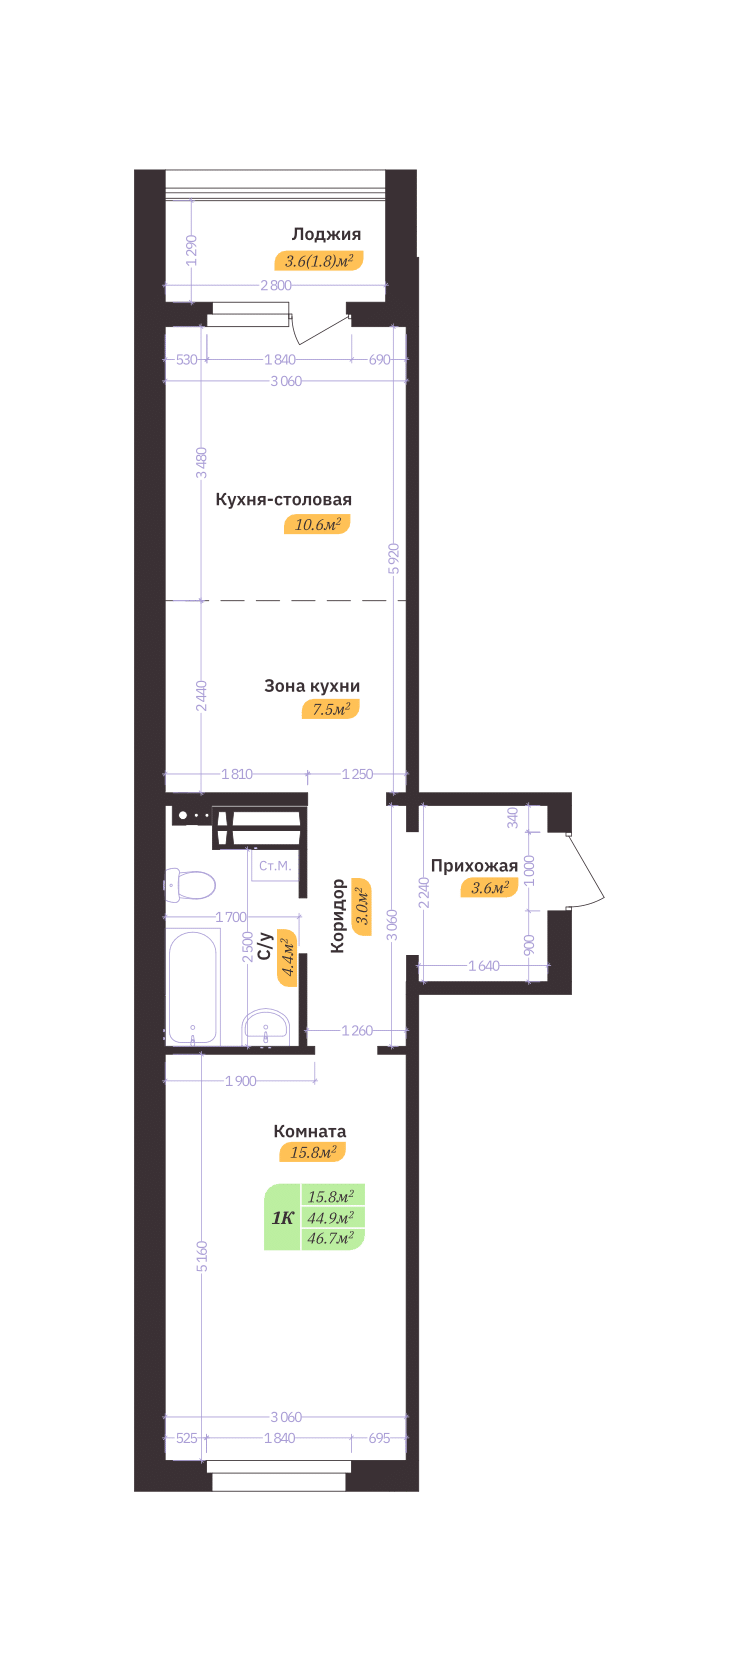 Лоджия
3.6(1.8)м²
1 290
2 800
530
1 840
690
3 060
3 480
Кухня-столовая
10.6м²
5 920
Зона кухни
7.5м²
2 440
1 810
1 250
340
Прихожая
3.6м²
1 000
2 240
Ст.М.
Коридор
3.0м²
3 060
1 700
С/у
4.4м²
2 500
900
1 640
1 260
1 900
Комната
15.8м²
1К
15.8м²
44.9м²
46.7м²
5 160
3 060
525
1 840
695